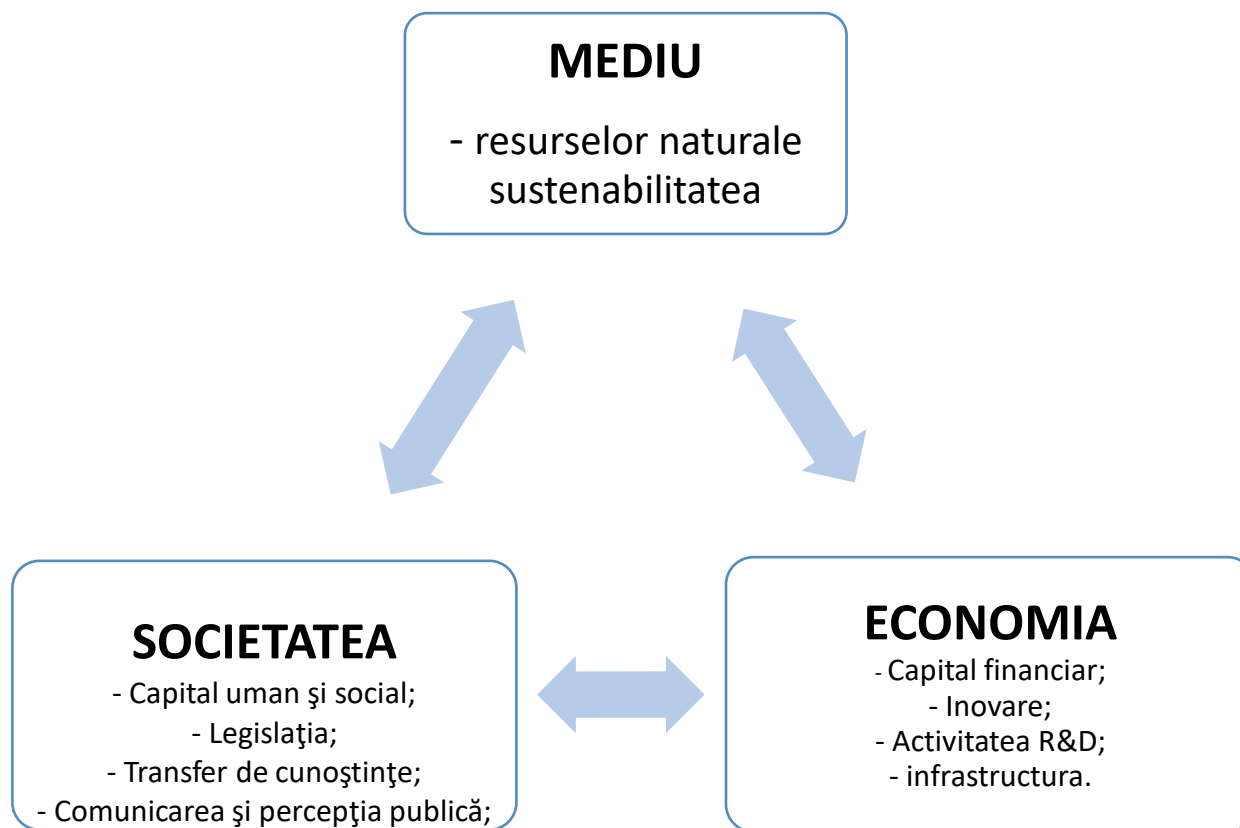 MEDIU
- resurselor naturale
sustenabilitatea
SOCIETATEA
- Capital uman şi social;
- Legislaţia;
- Transfer de cunoştinţe;
- Comunicarea şi percepţia publică;
ECONOMIA
- Capital financiar;
- Inovare;
- Activitatea R&D;
- infrastructura.